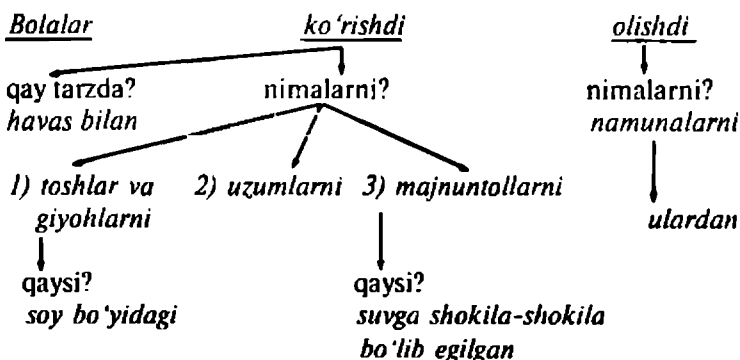 Bolalar ko‘rishdi olishdi
qay tarzda? nimalarni? nimalarni?
havas bilan namunalarni
1) toshlar va 2) uzumlarni 3) majnuntollarni
giyohlarni ulardan
qaysi? qaysi?
soy bo‘yidagi suvga shokila-shokila
bo‘lib egilgan